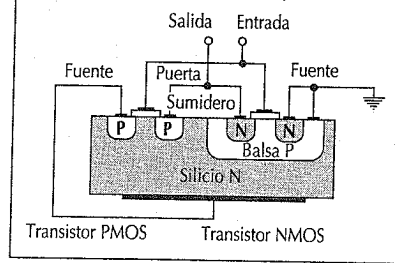 Salida Entrada
Fuente Puerta Fuente
Sumidero
P P N N
Balsa P
Silicio N
Transistor PMOS Transistor NMOS